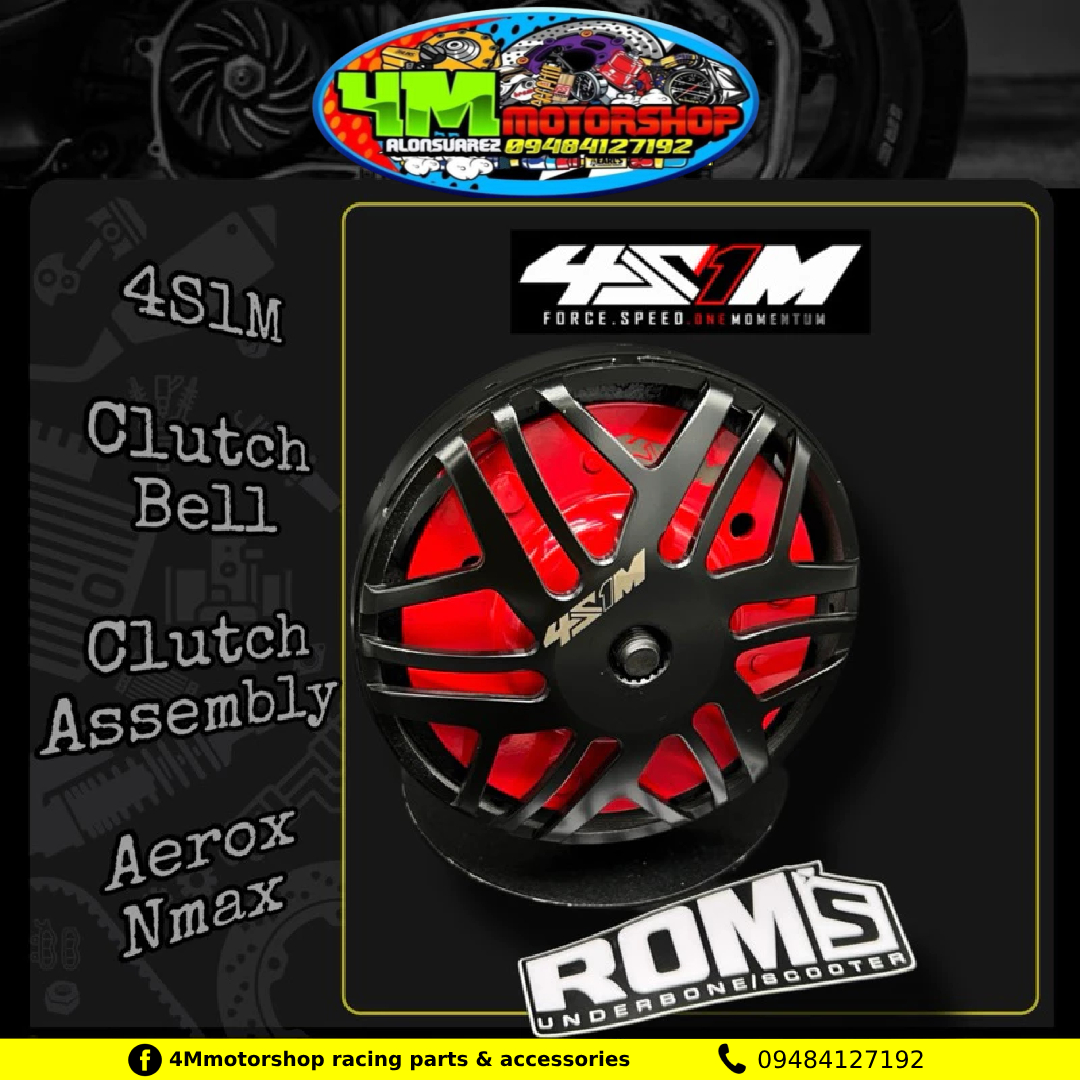 4M MOTORSHOP
ALONSUAREZ 09484127192
4S1M
FORCE.SPEED.ONEMOMENTUM
4S1M
Clutch
Bell
Clutch
Assembly
Aerox
Nmax
4S1M
ROM'S
UNDERBONE/SCOOTER
4Mmotorshop racing parts & accessories
09484127192